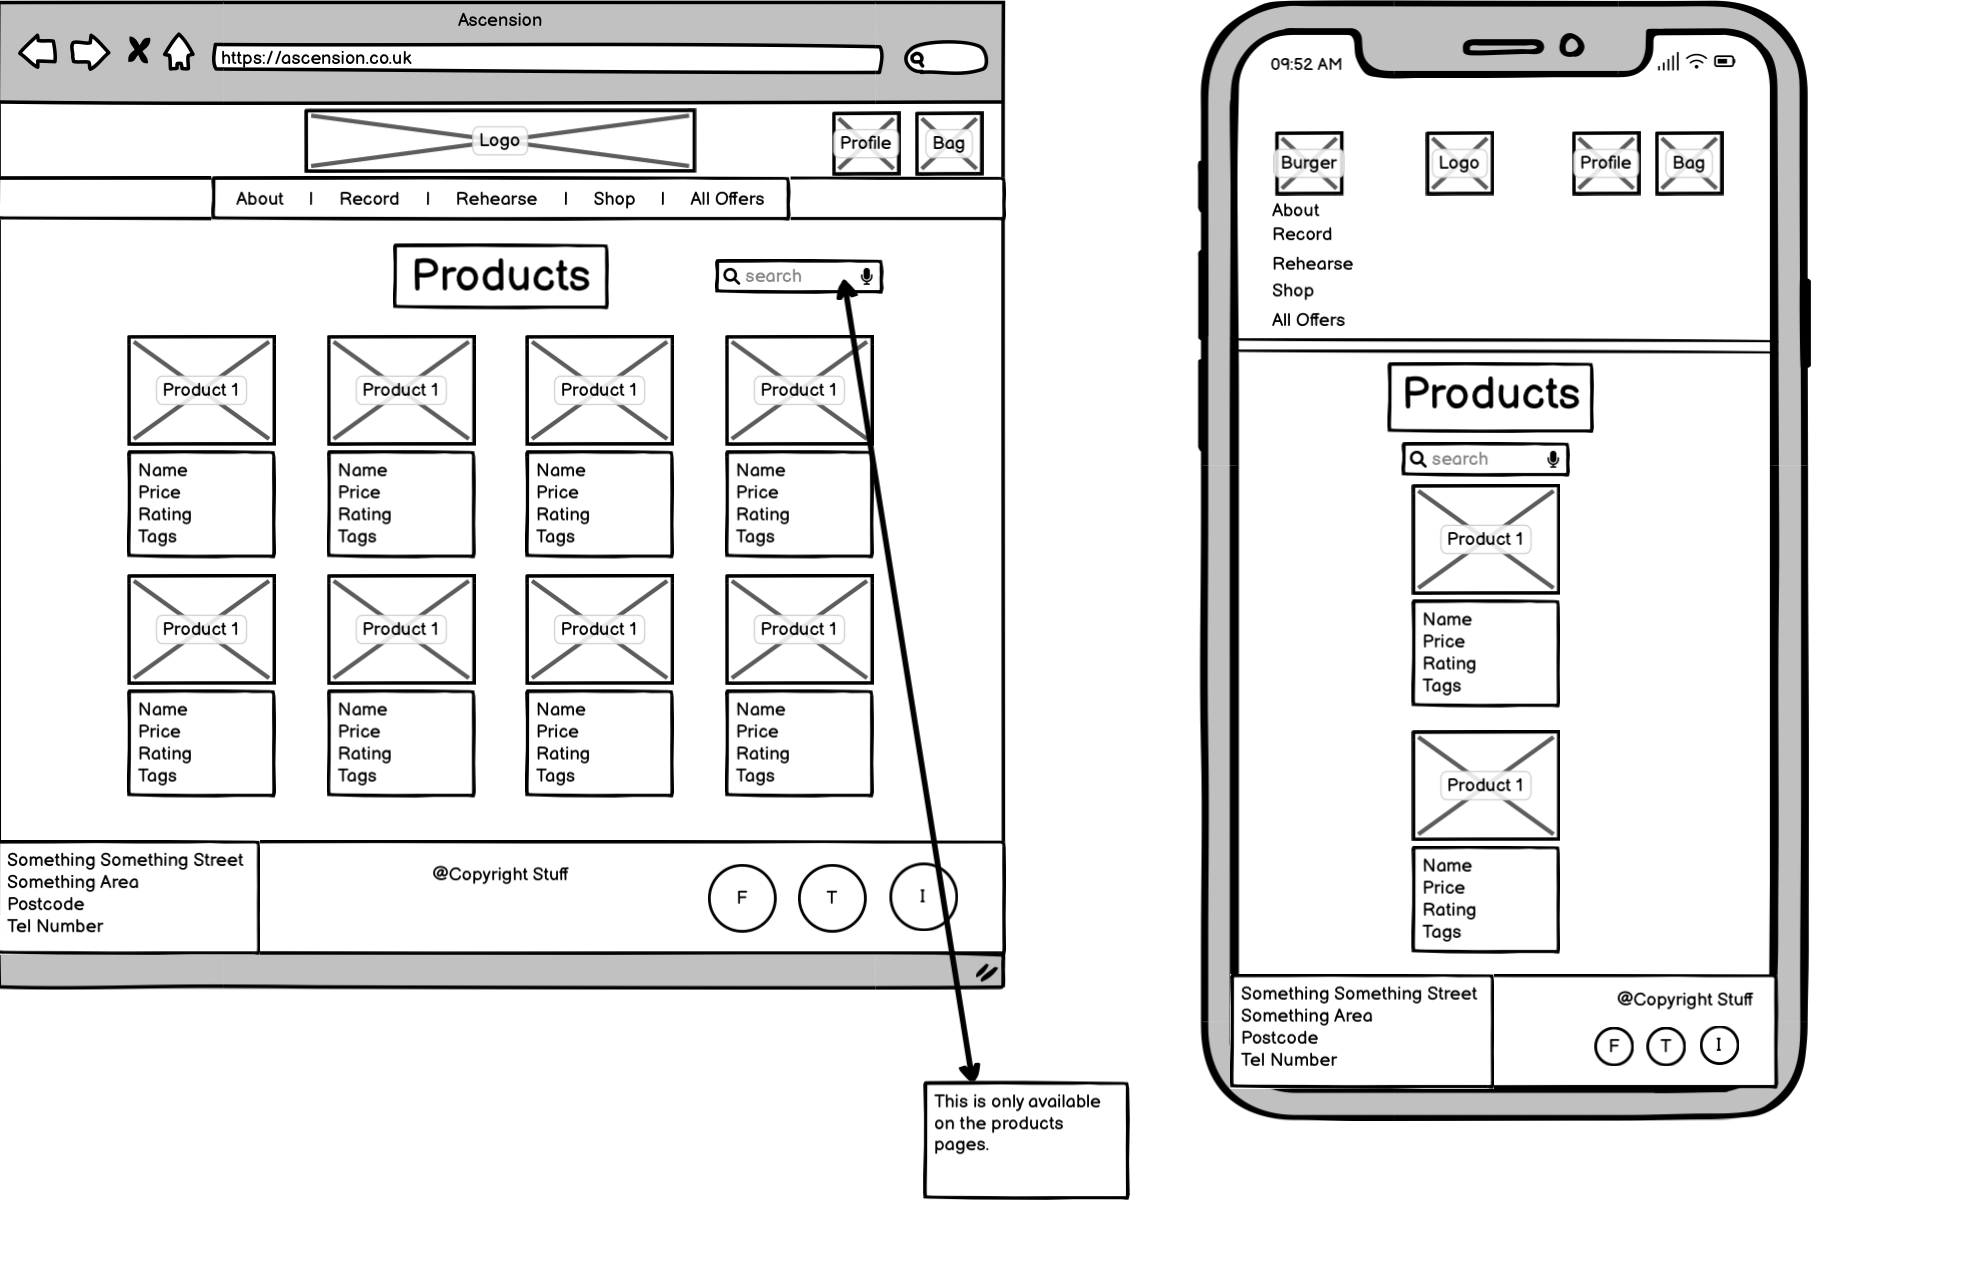 Ascension
https://ascension.co.uk
Logo
Profile
Bag
About | Record | Rehearse | Shop | All Offers
Products
search
Product 1 Product 1 Product 1 Product 1
Name Name Name Name
Price Price Price Price
Rating Rating Rating Rating
Tags Tags Tags Tags
Product 1 Product 1 Product 1 Product 1
Name Name Name Name
Price Price Price Price
Rating Rating Rating Rating
Tags Tags Tags Tags
Something Something Street
Something Area
Postcode
Tel Number
@Copyright Stuff
F T I
This is only available
on the products
pages.
09:52 AM
Burger Logo Profile Bag
About
Record
Rehearse
Shop
All Offers
Products
search
Product 1
Name
Price
Rating
Tags
Product 1
Name
Price
Rating
Tags
Something Something Street
Something Area
Postcode
Tel Number
@Copyright Stuff
F T I